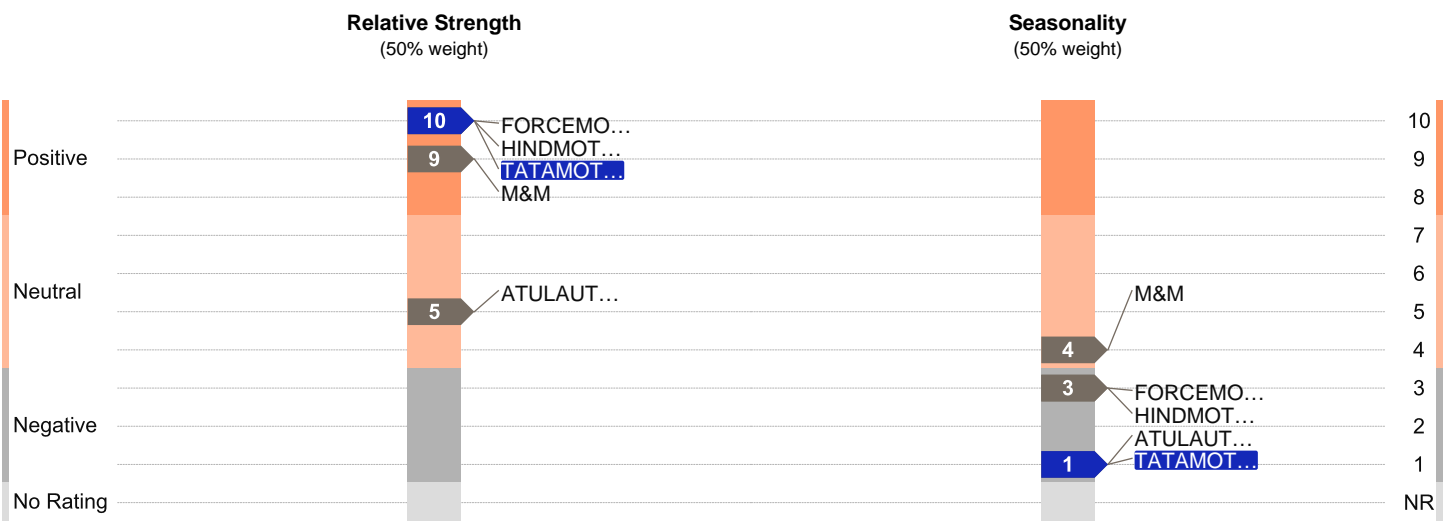 Relative Strength
(50% weight)
Seasonality
(50% weight)
Positive
Neutral
Negative
No Rating
10
9
5
FORCEMO...
HINDMOT...
TATAMOT...
M&M
ATULAUT...
4
3
1
M&M
FORCEMO...
HINDMOT...
ATULAUT...
TATAMOT...
10
9
8
7
6
5
4
3
2
1
NR